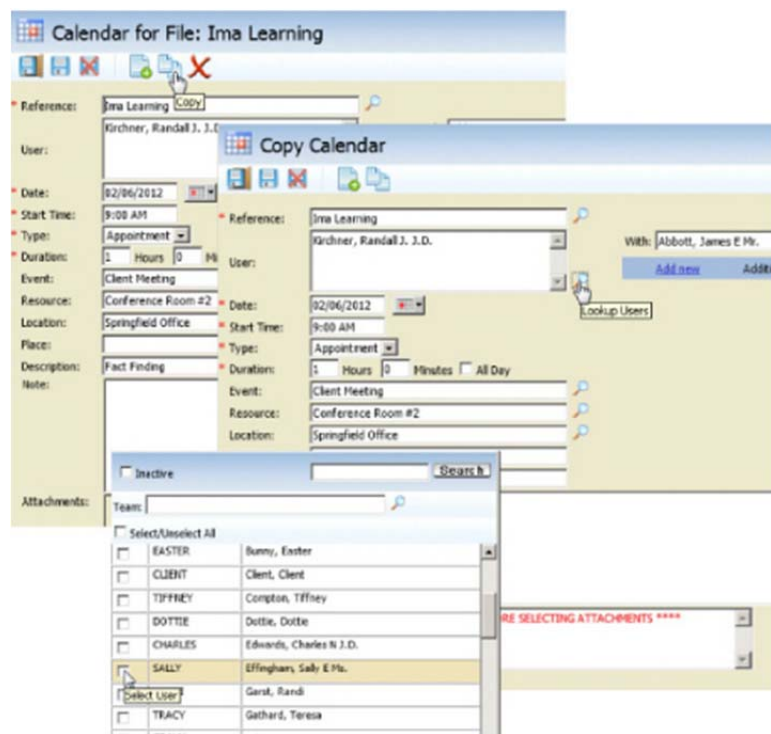 Calendar for File: Ima Learning
* Reference: Ima Learning
Copy
User: Kirchner, Randall J.
* Date: 02/06/2012
* Start Time: 9:00 AM
* Type: Appointment
* Duration: 1 Hours 0
Event: Client Meeting
Resource: Conference Room #2
Location: Springfield Office
Place:
Description: Fact Finding
Note:
Attachments:
Copy Calendar
* Reference: Ima Learning
User: Kirchner, Randall J. J.D.
With: Abbott, James E Mr.
Add new
Lookup Users
* Date: 02/06/2012
* Start Time: 9:00 AM
* Type: Appointment
* Duration: 1 Hours 0 Minutes All Day
Event: Client Meeting
Resource: Conference Room #2
Location: Springfield Office
Inactive Search
Team:
Select/Unselect All
EASTER Bunny, Easter
CLIENT Client, Client
TIFFNEY Compton, Tiffney
DOTTIE Dottie, Dottie
CHARLES Edwards, Charles N J.D.
SALLY Effingham, Sally E Ms.
Select User Garst, Randi
TRACY Gathard, Teresa
RE SELECTING ATTACHMENTS ****